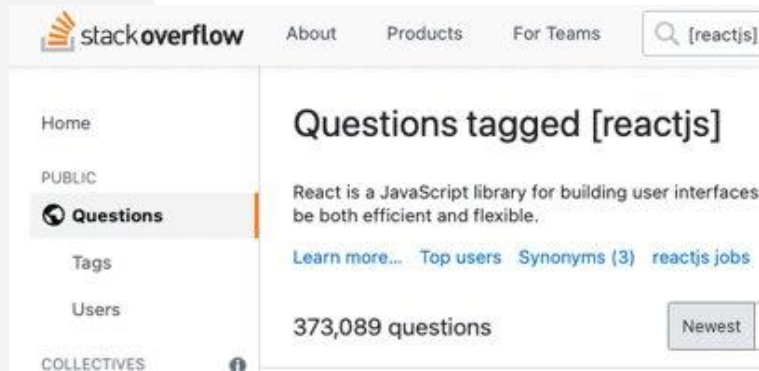 stackoverflow About Products For Teams [reactjs]
Home
PUBLIC
Questions
Tags
Users
COLLECTIVES
Questions tagged [reactjs]
React is a JavaScript library for building user interfaces
be both efficient and flexible.
Learn more... Top users Synonyms (3) reactjs jobs
373,089 questions
Newest